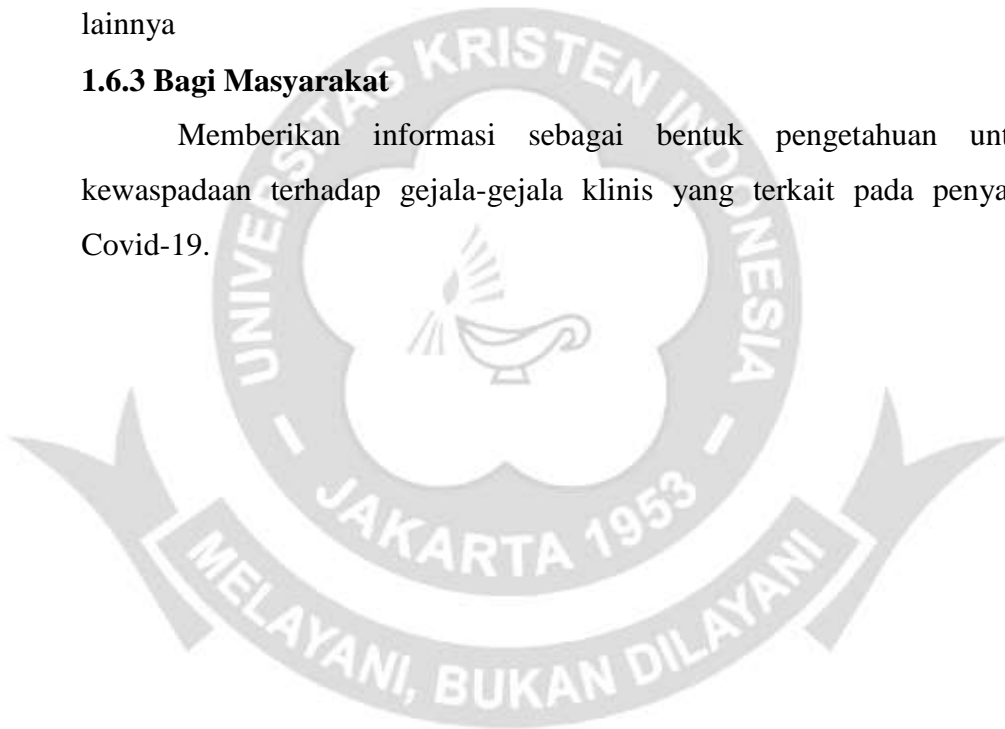 lainnya
1.6.3 Bagi Masyarakat
Memberikan informasi sebagai bentuk pengetahuan unt
kewaspadaan terhadap gejala-gejala klinis yang terkait pada penya
Covid-19.
UNIVERSITAS KRISTEN INDONESIA
- JAKARTA 1953 -
MELAYANI, BUKAN DILAYANI